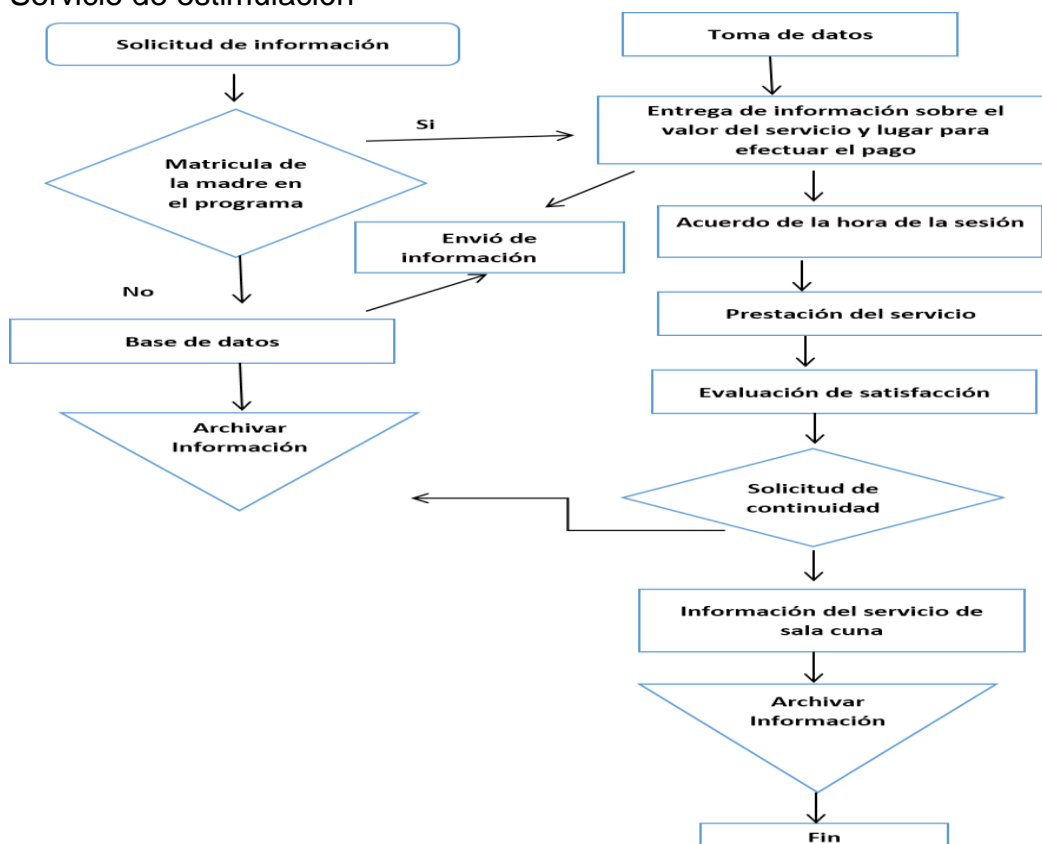 Servicio de estimulación
Solicitud de información
Matricula de
la madre en
el programa
Si
No
Envió de
información
Base de datos
Archivar
Información
Toma de datos
Entrega de información sobre el
valor del servicio y lugar para
efectuar el pago
Acuerdo de la hora de la sesión
Prestación del servicio
Evaluación de satisfacción
Solicitud de
continuidad
Información del servicio de
sala cuna
Archivar
Información
Fin